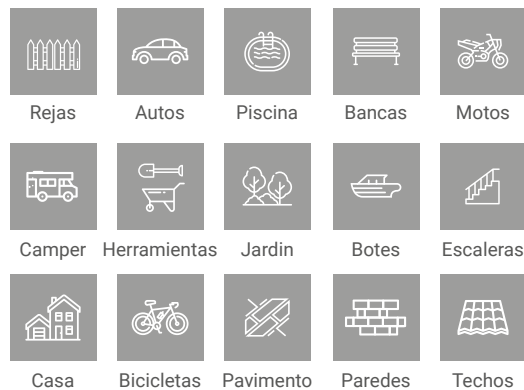 Rejas Autos Piscina Bancas Motos
Camper Herramientas Jardin Botes Escaleras
Casa Bicicletas Pavimento Paredes Techos